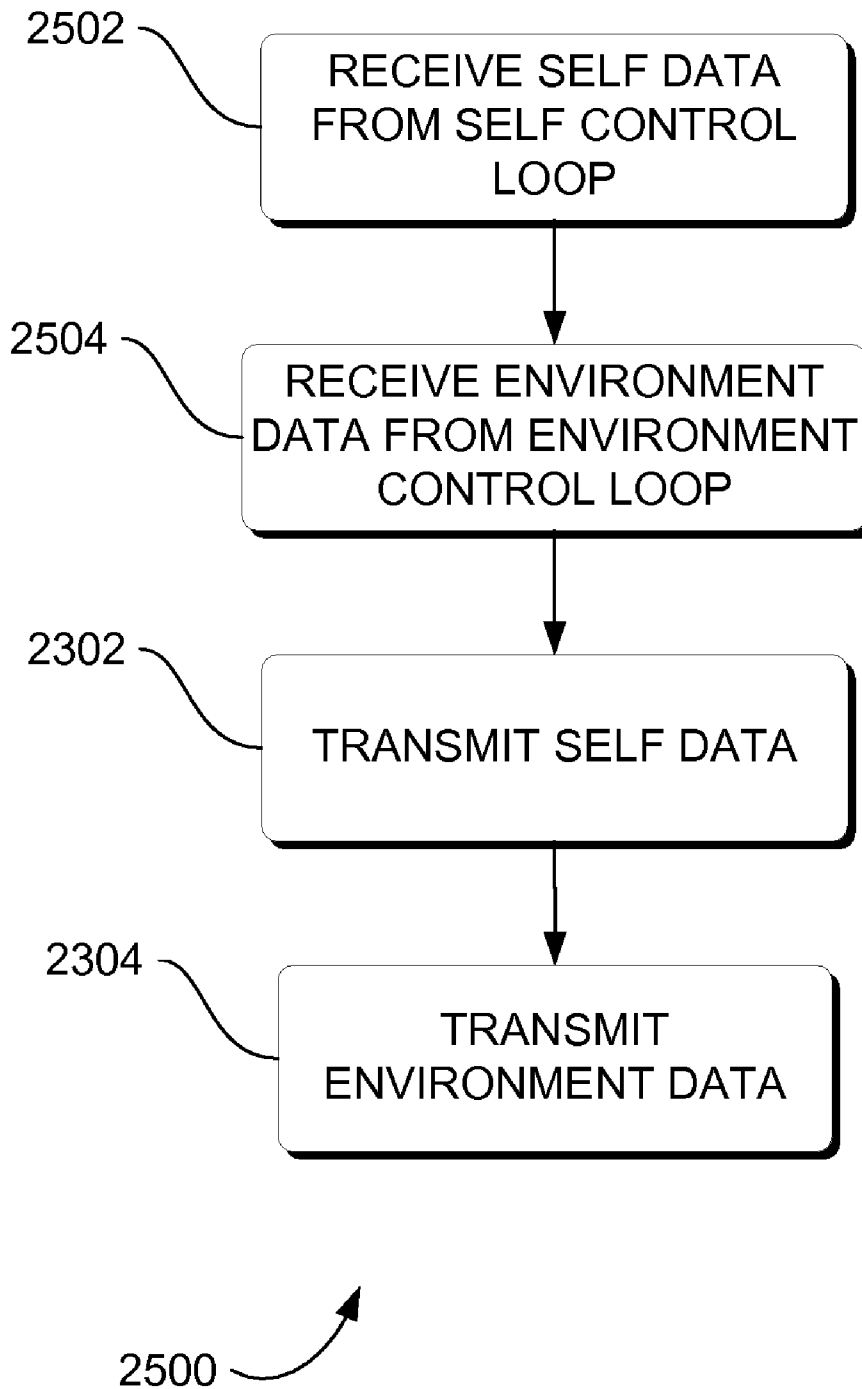 2502
RECEIVE SELF DATA
FROM SELF CONTROL
LOOP
2504
RECEIVE ENVIRONMENT
DATA FROM ENVIRONMENT
CONTROL LOOP
2302
TRANSMIT SELF DATA
2304
TRANSMIT
ENVIRONMENT DATA
2500